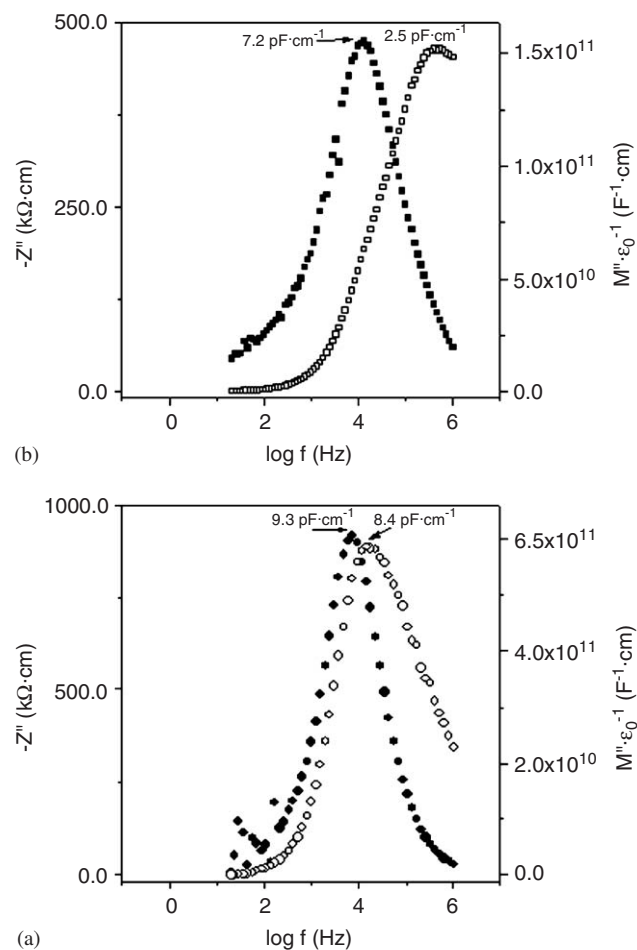 500.0
7.2 pF·cm⁻¹
2.5 pF·cm⁻¹
1.5x10¹¹
-Z" (kΩ·cm)
250.0
1.0x10¹¹
M"·ε₀⁻¹ (F⁻¹·cm)
5.0x10¹⁰
0.0
0.0
0 2 4 6
log f (Hz)
(b)
1000.0
9.3 pF·cm⁻¹
8.4 pF·cm⁻¹
6.5x10¹¹
-Z" (kΩ·cm)
500.0
4.0x10¹¹
M"·ε₀⁻¹ (F⁻¹·cm)
2.0x10¹⁰
0.0
0.0
0 2 4 6
log f (Hz)
(a)